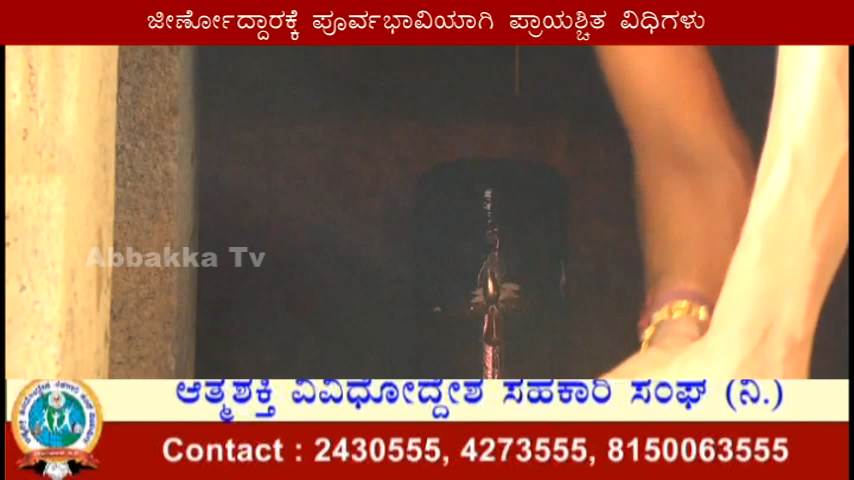 ಜೀರ್ಣೋದ್ಧಾರಕ್ಕೆ ಪೂರ್ವಭಾವಿಯಾಗಿ ಪ್ರಾಯಶ್ಚಿತ ವಿಧಿಗಳು
Abbakka Tv
ಆತ್ಮಶಕ್ತಿ ವಿವಿಧೋದ್ದೇಶ ಸಹಕಾರಿ ಸಂಘ (ನಿ.)
Contact : 2430555, 4273555, 8150063555